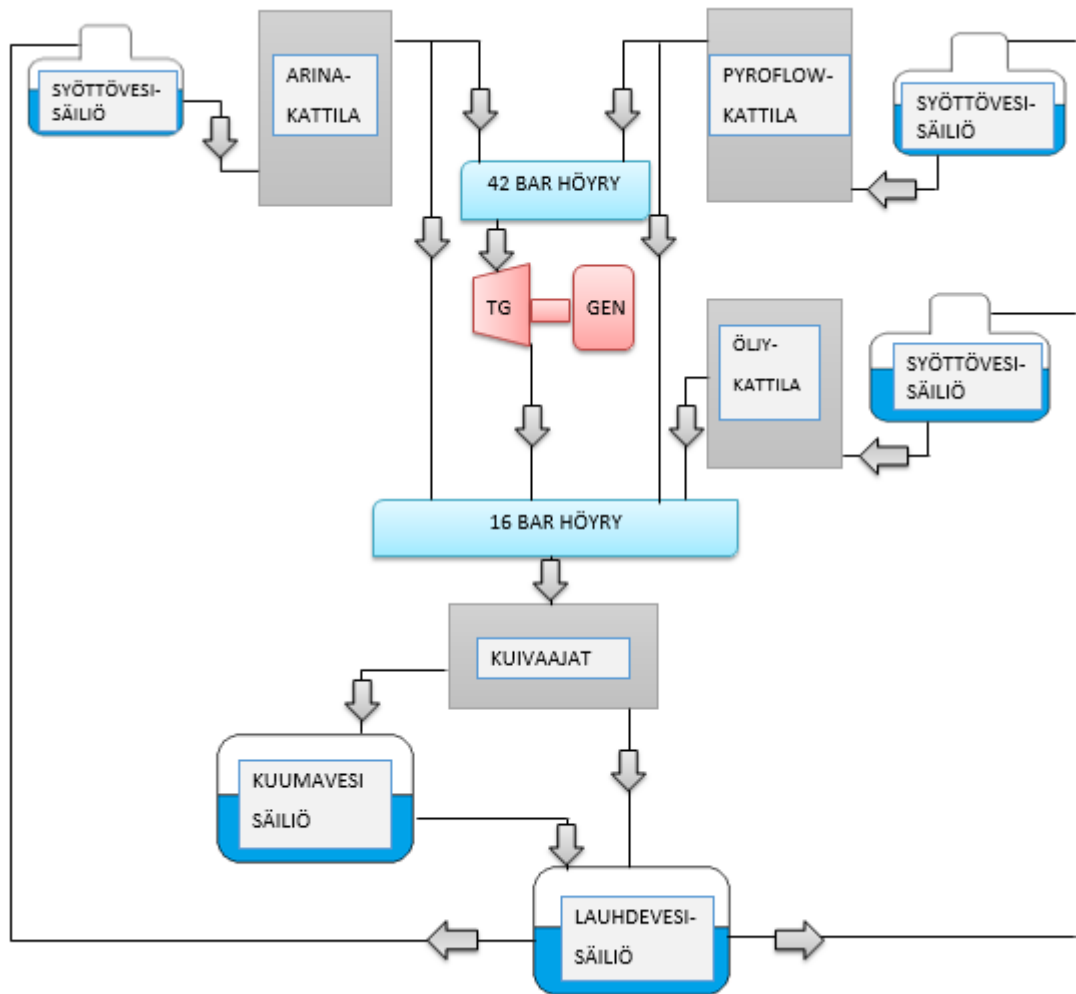 SYÖTTÖVESI-
SÄILIÖ
ARINA-
KATTILA
PYROFLOW-
KATTILA
SYÖTTÖVESI-
SÄILIÖ
42 BAR HÖYRY
TG
GEN
ÖLJY-
KATTILA
SYÖTTÖVESI-
SÄILIÖ
16 BAR HÖYRY
KUIVAAJAT
KUUMAVESI
SÄILIÖ
LAUHDEVESI-
SÄILIÖ